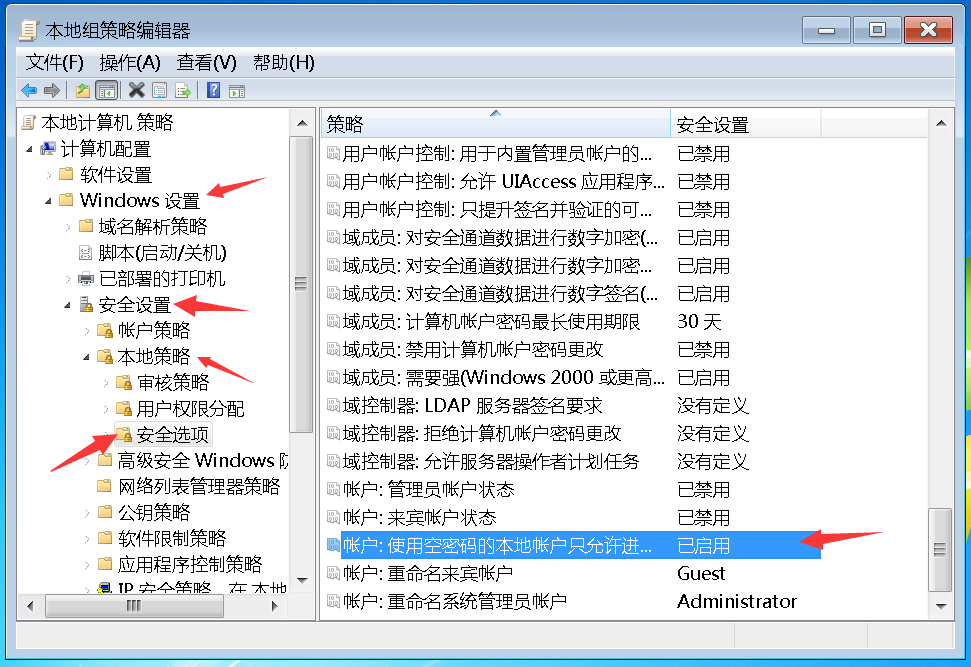 本地组策略编辑器
文件(F) 操作(A) 查看(V) 帮助(H)
本地计算机 策略
计算机配置
软件设置
Windows 设置
域名解析策略
脚本(启动/关机)
已部署的打印机
安全设置
帐户策略
本地策略
审核策略
用户权限分配
安全选项
高级安全 Windows 防
网络列表管理器策略
公钥策略
软件限制策略
应用程序控制策略
IP 安全策略，在 本地
策略 安全设置
用户帐户控制: 用于内置管理员帐户的... 已禁用
用户帐户控制: 允许 UIAccess 应用程序... 已禁用
用户帐户控制: 只提升签名并验证的可... 已禁用
域成员: 对安全通道数据进行数字加密(... 已启用
域成员: 对安全通道数据进行数字加密... 已启用
域成员: 对安全通道数据进行数字签名(... 已启用
域成员: 计算机帐户密码最长使用期限 30 天
域成员: 禁用计算机帐户密码更改 已禁用
域成员: 需要强(Windows 2000 或更高... 已启用
域控制器: LDAP 服务器签名要求 没有定义
域控制器: 拒绝计算机帐户密码更改 没有定义
域控制器: 允许服务器操作者计划任务 没有定义
帐户: 管理员帐户状态 已禁用
帐户: 来宾帐户状态 已禁用
帐户: 使用空密码的本地帐户只允许进... 已启用
帐户: 重命名来宾帐户 Guest
帐户: 重命名系统管理员帐户 Administrator